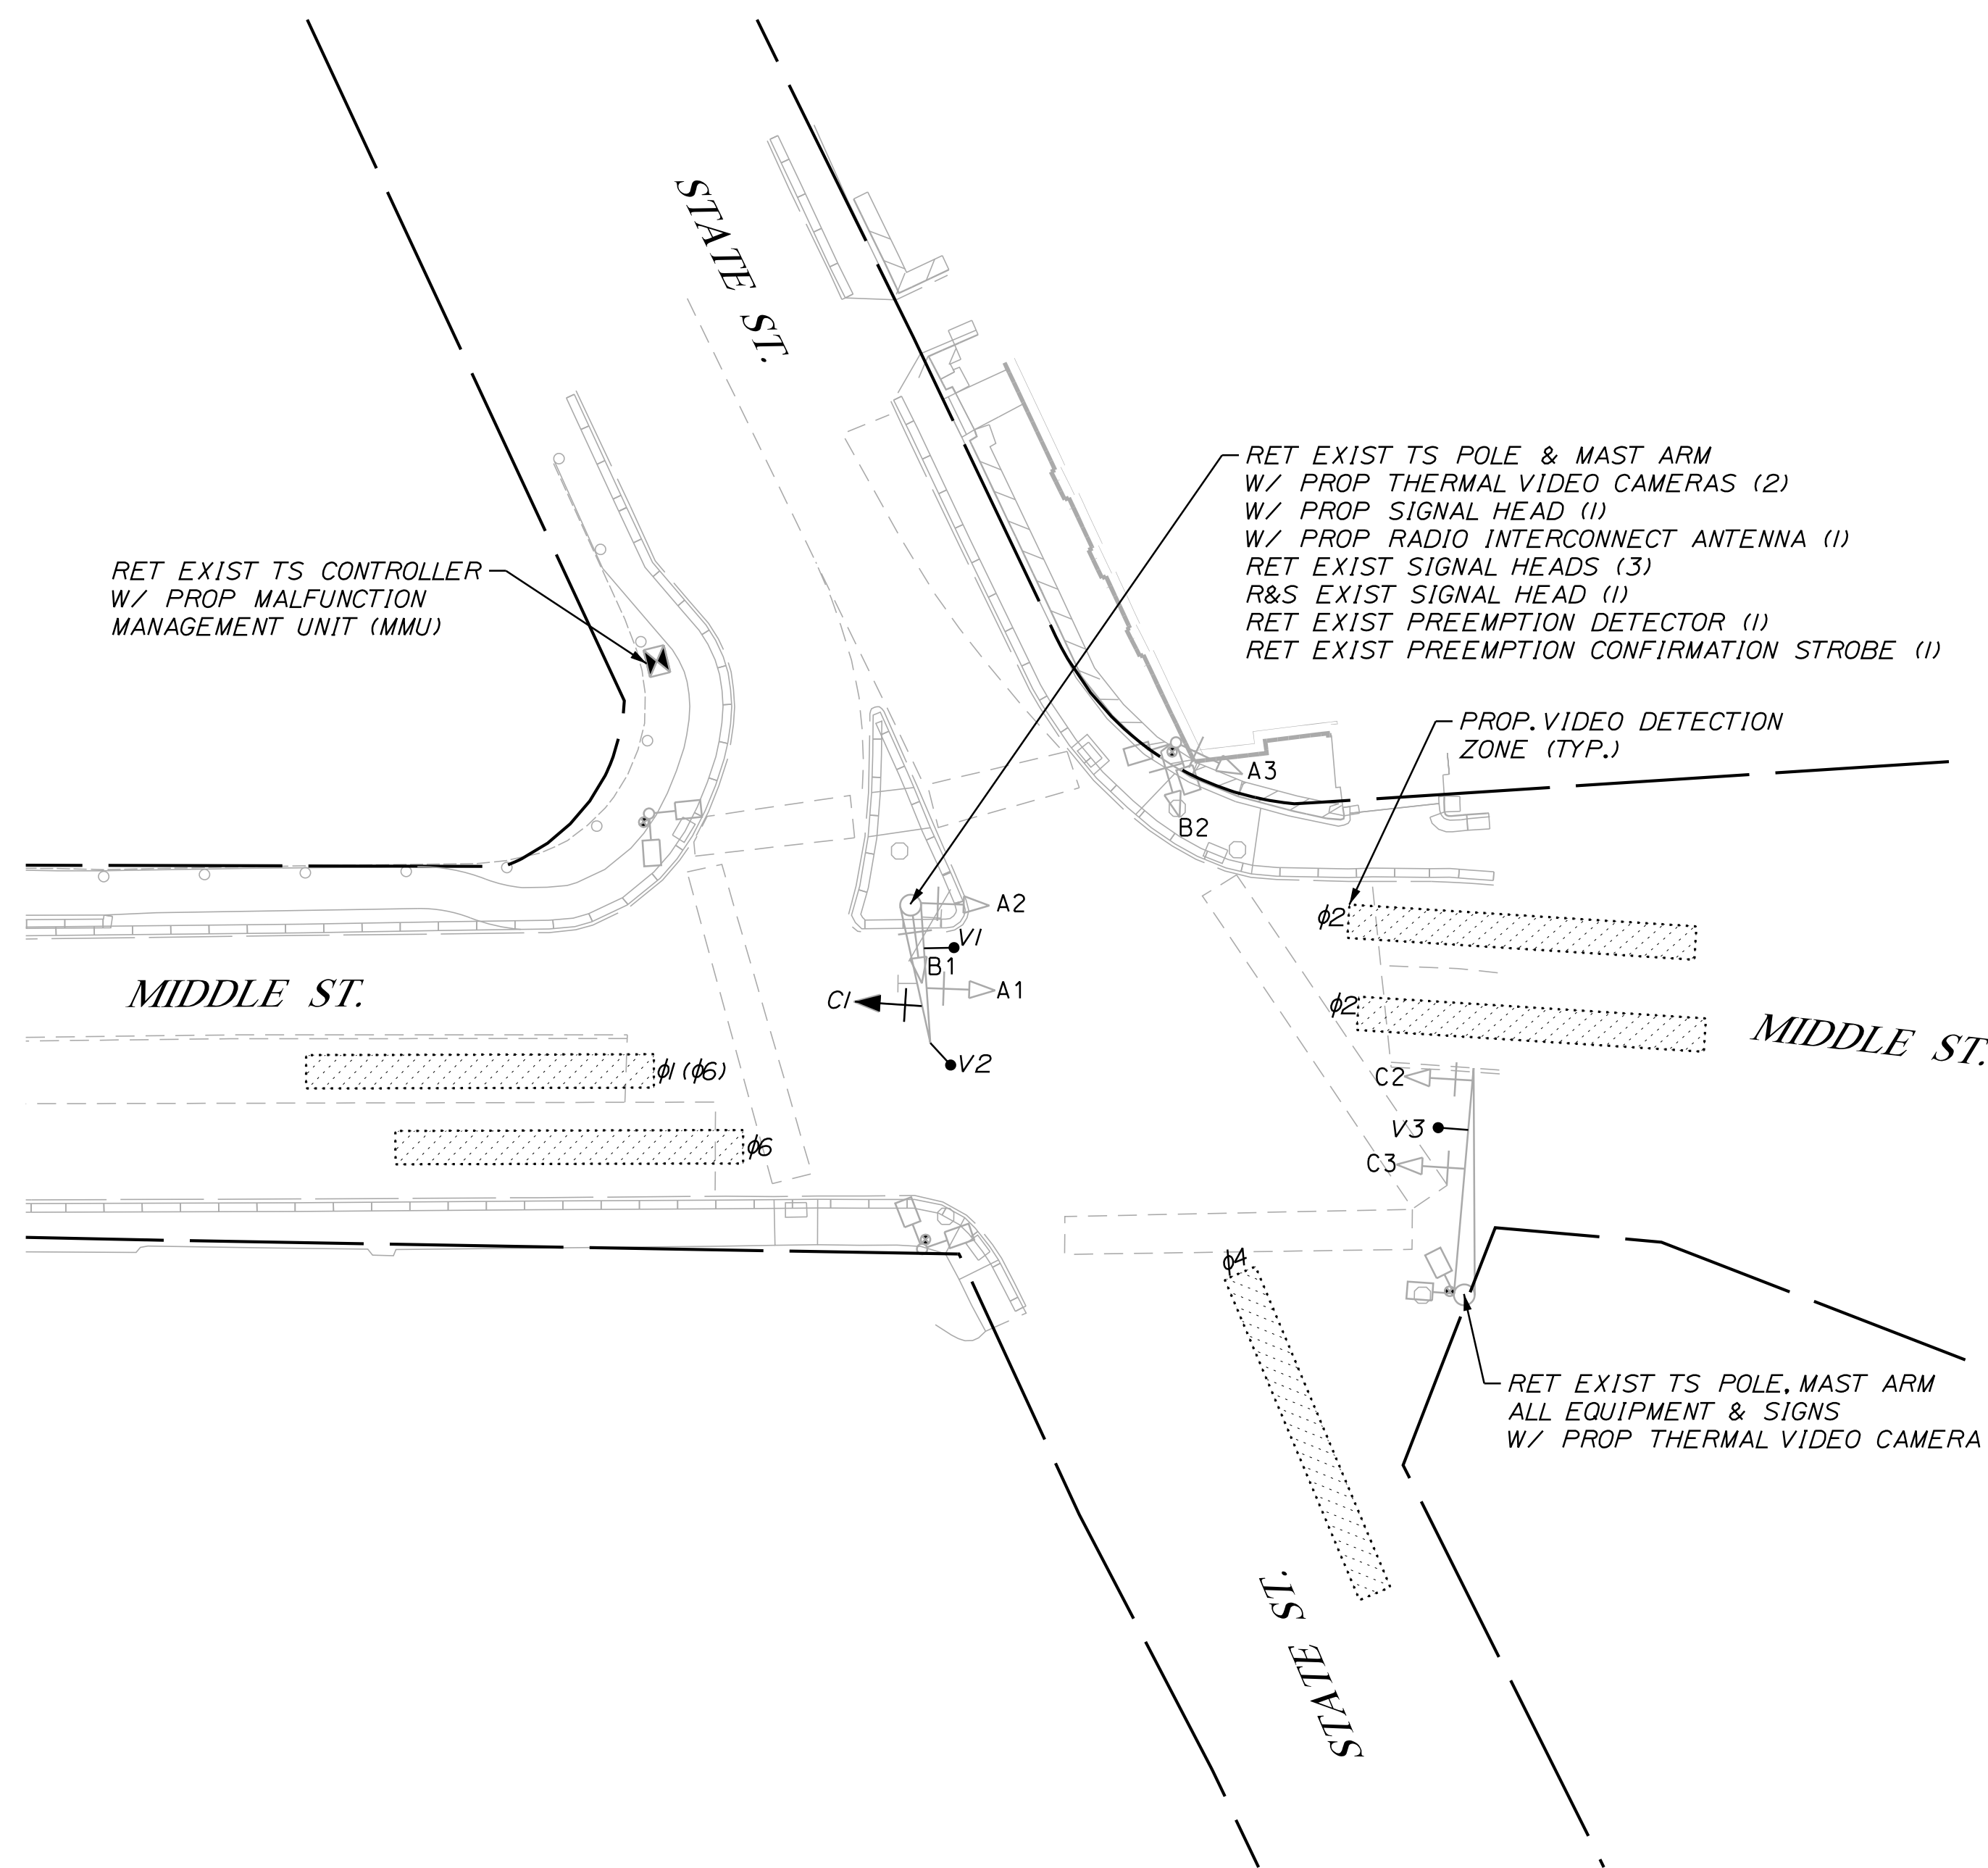 STATE ST.
RET EXIST TS POLE & MAST ARM
W/ PROP THERMAL VIDEO CAMERAS (2)
W/ PROP SIGNAL HEAD (1)
W/ PROP RADIO INTERCONNECT ANTENNA (1)
RET EXIST SIGNAL HEADS (3)
R&S EXIST SIGNAL HEAD (1)
RET EXIST PREEMPTION DETECTOR (1)
RET EXIST PREEMPTION CONFIRMATION STROBE (1)
RET EXIST TS CONTROLLER
W/ PROP MALFUNCTION
MANAGEMENT UNIT (MMU)
PROP. VIDEO DETECTION
ZONE (TYP.)
A3
B2
A2
ϕ2
V1
B1
A1
C1
MIDDLE ST.
ϕ2
MIDDLE ST.
V2
ϕ1 (ϕ6)
C2
V3
ϕ6
C3
ϕ4
RET EXIST TS POLE, MAST ARM
ALL EQUIPMENT & SIGNS
W/ PROP THERMAL VIDEO CAMERA
STATE ST.